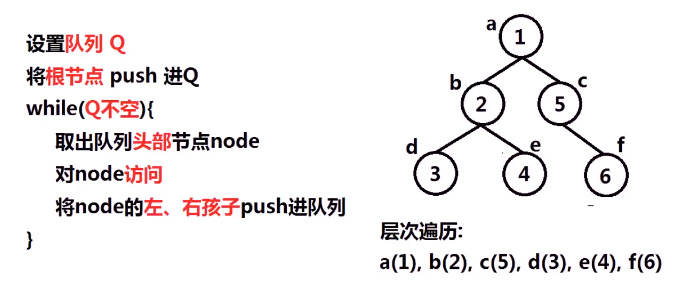 设置队列 Q
将根节点 push 进Q
while(Q不空){
取出队列头部节点node
对node访问
将node的左、右孩子push进队列
}
a
1
b
2
c
5
d
3
e
4
f
6
层次遍历:
a(1), b(2), c(5), d(3), e(4), f(6)